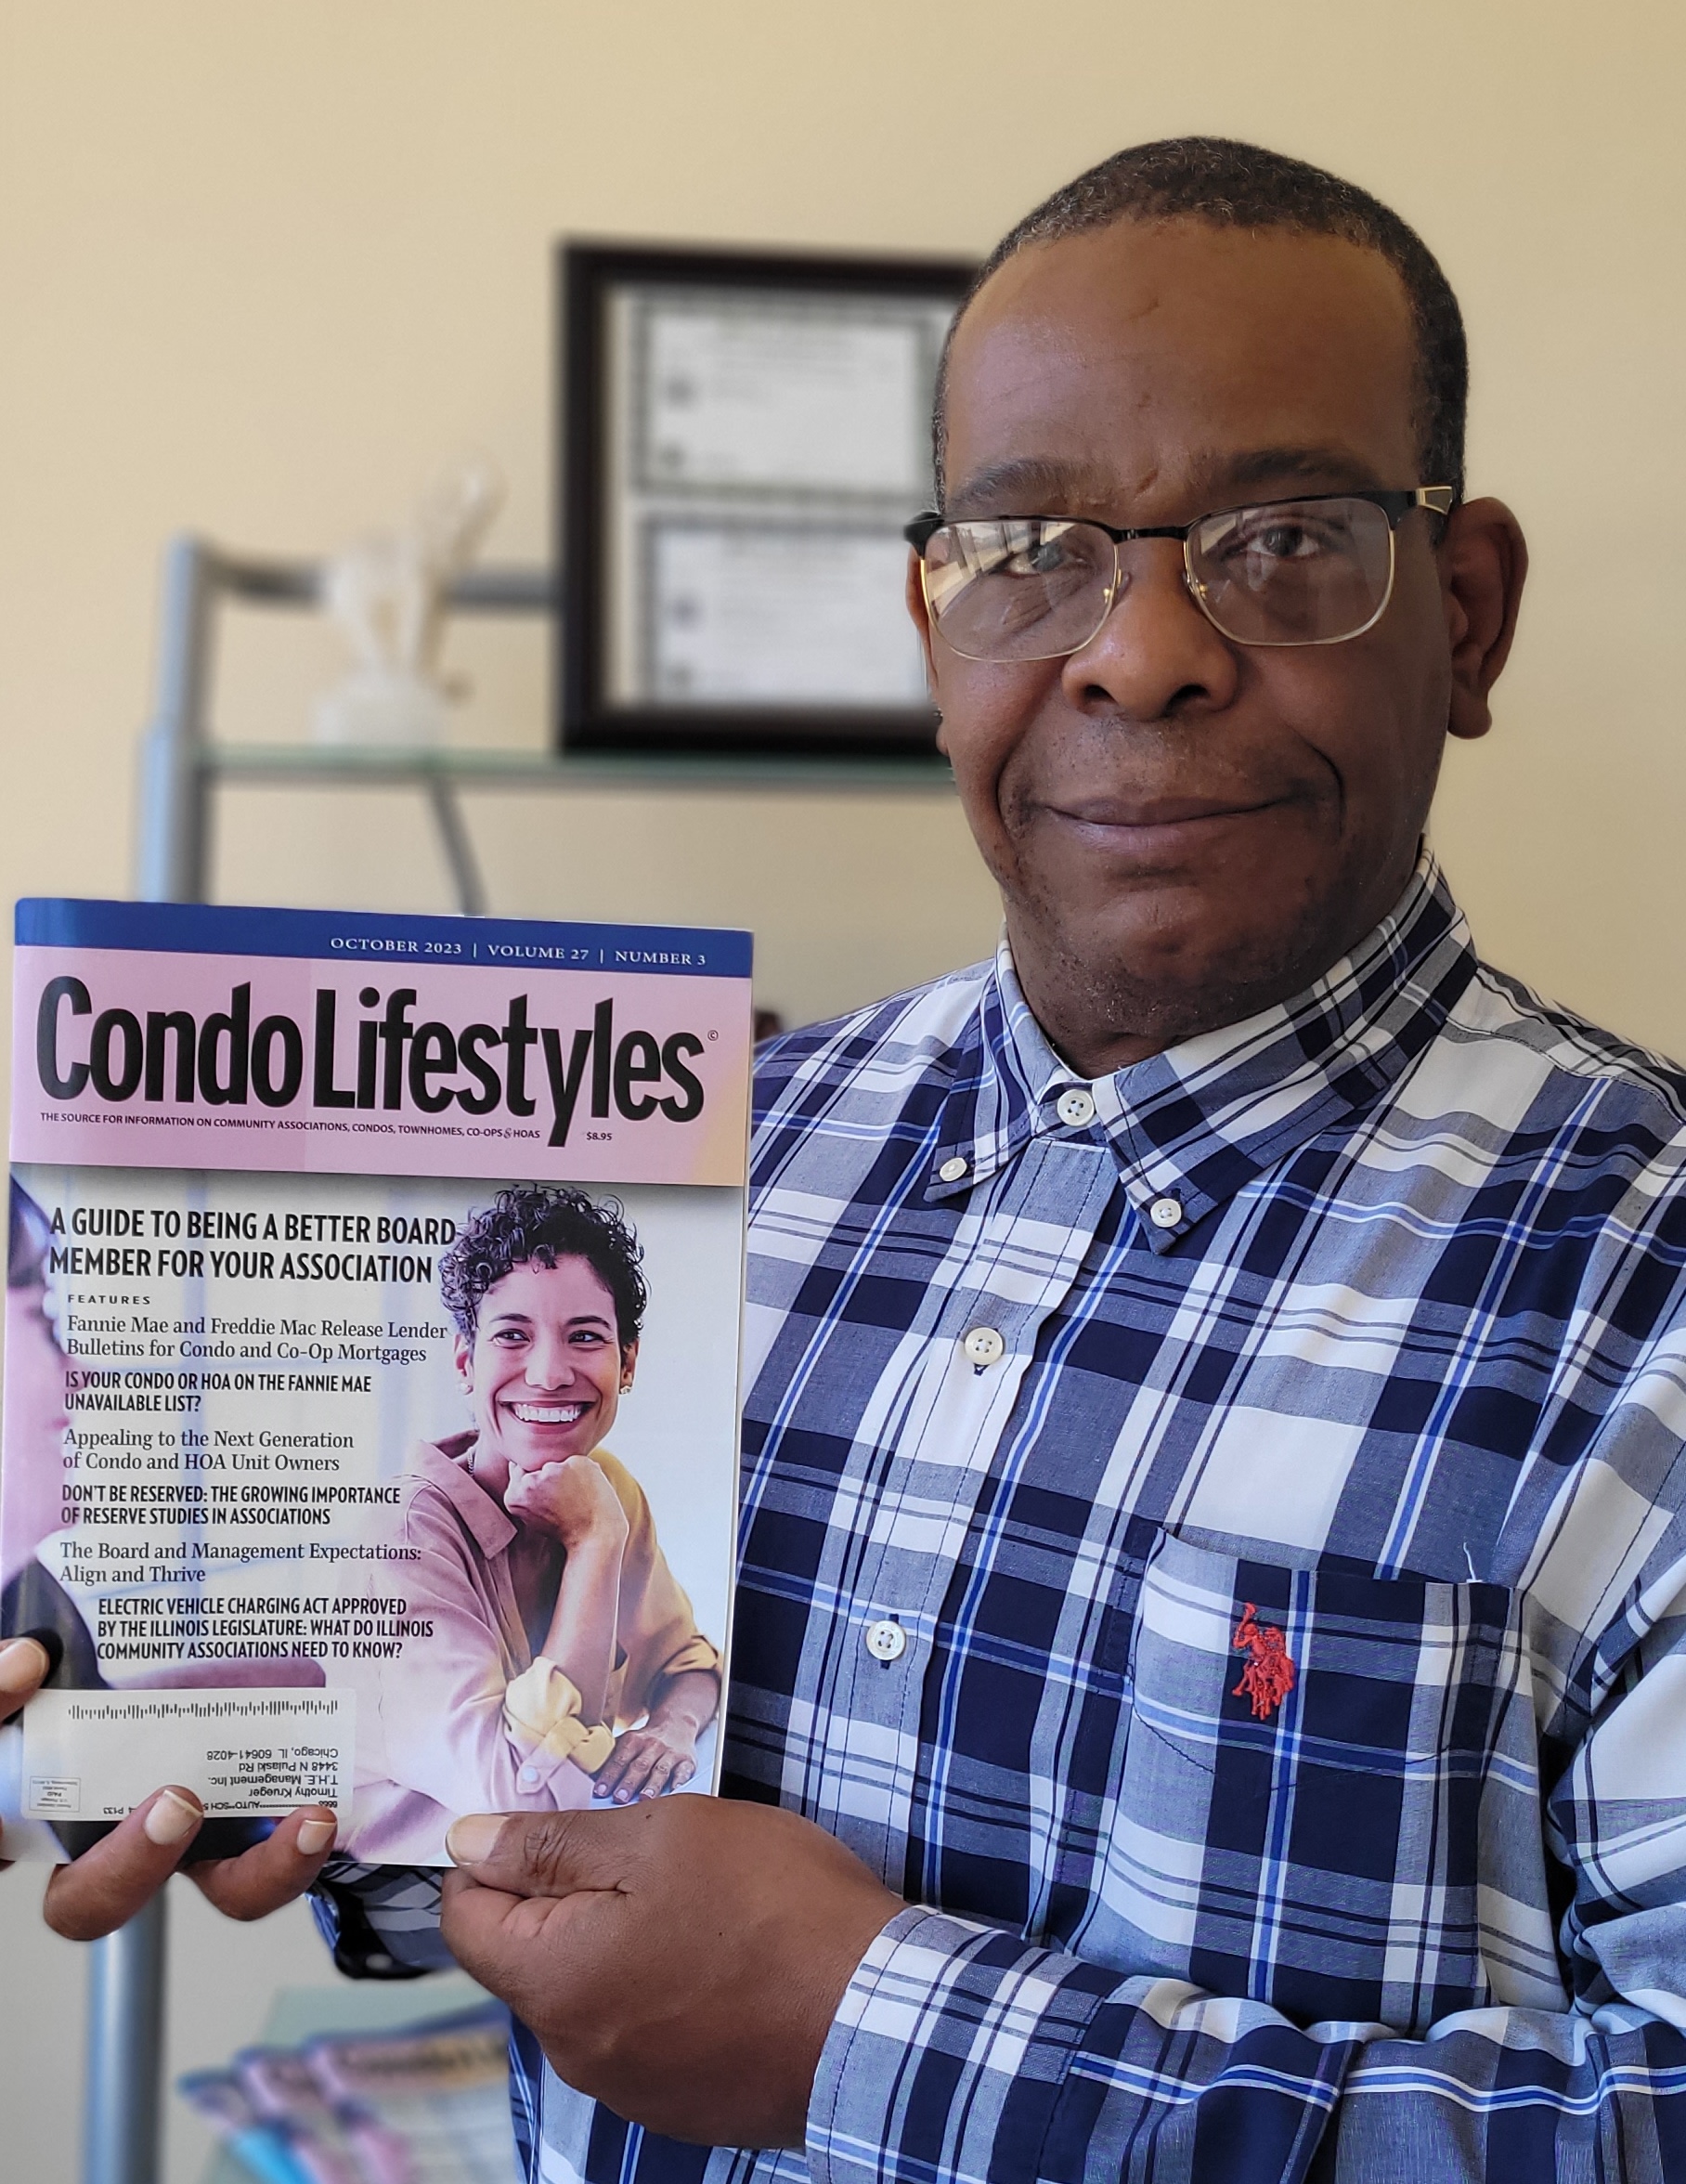 OCTOBER 2023 | VOLUME 27 | NUMBER 3
Condo Lifestyles©
THE SOURCE FOR INFORMATION ON COMMUNITY ASSOCIATIONS, CONDOS, TOWNHOMES, CO-OPS & HOAS $8.95
A GUIDE TO BEING A BETTER BOARD
MEMBER FOR YOUR ASSOCIATION
FEATURES
Fannie Mae and Freddie Mac Release Lender
Bulletins for Condo and Co-Op Mortgages
IS YOUR CONDO OR HOA ON THE FANNIE MAE
UNAVAILABLE LIST?
Appealing to the Next Generation
of Condo and HOA Unit Owners
DON'T BE RESERVED: THE GROWING IMPORTANCE
OF RESERVE STUDIES IN ASSOCIATIONS
The Board and Management Expectations:
Align and Thrive
ELECTRIC VEHICLE CHARGING ACT APPROVED
BY THE ILLINOIS LEGISLATURE: WHAT DO ILLINOIS
COMMUNITY ASSOCIATIONS NEED TO KNOW?
Timothy Krueger
T.H.E. Management Inc.
3448 N Pulaski Rd
Chicago, IL 60641-4028